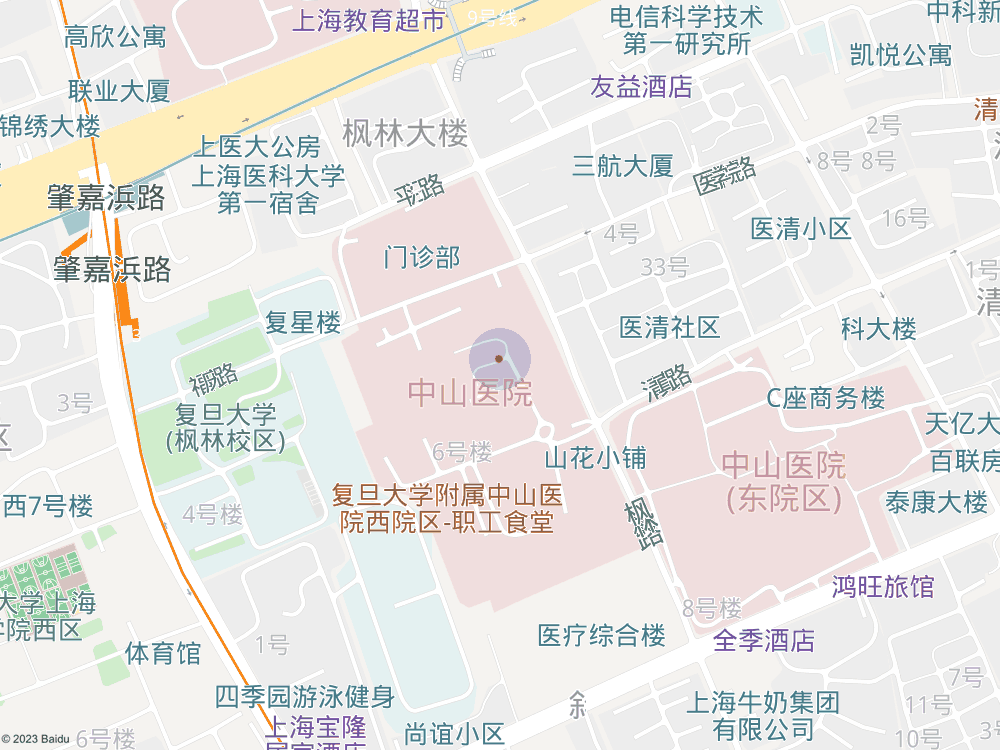 上海教育超市
9号线
电信科学技术
第一研究所
中科新
高欣公寓
凯悦公寓
联业大厦
友益酒店
锦绣大楼
枫林大楼
清
2号
上医大公房
三航大厦
8号 8号
上海医科大学
第一宿舍
医学院路
肇嘉浜路
平江路
16号
4号
医清小区
门诊部
33号
1号
肇嘉浜路
清
复星楼
医清社区
科大楼
福庆路
清真路
中山医院
C座商务楼
3号
复旦大学
(枫林校区)
天亿大
区
6号楼
山花小铺
中山医院
(东院区)
百联房
复旦大学附属中山医
院西院区-职工食堂
西7号楼
4号楼
枫林路
泰康大楼
大学上海
学院西区
8号楼
鸿旺旅馆
1号
医疗综合楼
全季酒店
体育馆
7号
四季园游泳健身
斜
上海牛奶集团
有限公司
11号
上海宝隆
居家酒店
尚谊小区
6号楼
10号
© 2023 Baidu